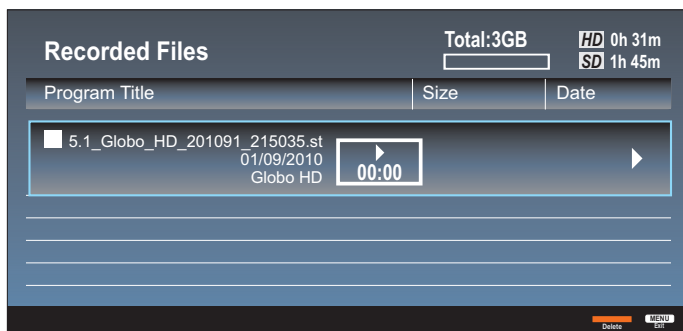 Recorded Files
Total:3GB
HD 0h 31m
SD 1h 45m
Program Title Size Date
5.1_Globo_HD_201091_215035.st
01/09/2010
Globo HD
00:00
Delete
MENU
Exit